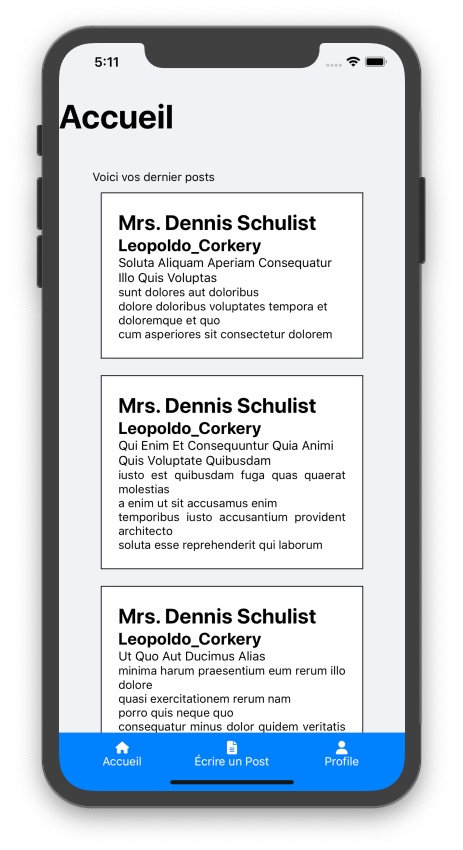 5:11
Accueil
Voici vos dernier posts
Mrs. Dennis Schulist
Leopoldo_Corkery
Soluta Aliquam Aperiam Consequatur
Illo Quis Voluptas
sunt dolores aut doloribus
dolore doloribus voluptates tempora et
doloremque et quo
cum asperiores sit consectetur dolorem
Mrs. Dennis Schulist
Leopoldo_Corkery
Qui Enim Et Consequuntur Quia Animi
Quis Voluptate Quibusdam
iusto est quibusdam fuga quas quaerat
molestias
a enim ut sit accusamus enim
temporibus iusto accusantium provident
architecto
soluta esse reprehenderit qui laborum
Mrs. Dennis Schulist
Leopoldo_Corkery
Ut Quo Aut Ducimus Alias
minima harum praesentium eum rerum illo
dolore
quasi exercitationem rerum nam
porro quis neque quo
consequatur minus dolor quidem veritatis
Accueil
Écrire un Post
Profile